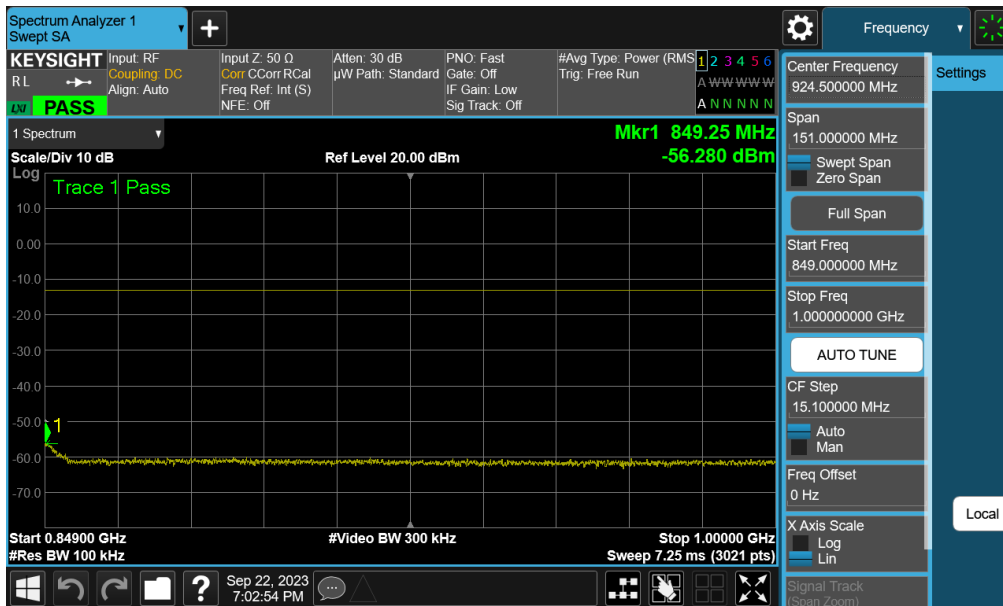 Spectrum Analyzer 1
Swept SA
+
Frequency
KEYSIGHT
R L
LXI
PASS
Input: RF
Coupling: DC
Align: Auto
Input Z: 50 Ω
Corr CCorr RCal
Freq Ref: Int (S)
NFE: Off
Atten: 30 dB
µW Path: Standard
PNO: Fast
Gate: Off
IF Gain: Low
Sig Track: Off
#Avg Type: Power (RMS
Trig: Free Run
1 2 3 4 5 6
A W W W W W
A N N N N N
1 Spectrum
Scale/Div 10 dB
Ref Level 20.00 dBm
Mkr1 849.25 MHz
-56.280 dBm
Log
Trace 1 Pass
10.0
0.00
-10.0
-20.0
-30.0
-40.0
-50.0
1
-60.0
-70.0
Start 0.84900 GHz
#Res BW 100 kHz
#Video BW 300 kHz
Stop 1.00000 GHz
Sweep 7.25 ms (3021 pts)
Center Frequency
924.500000 MHz
Span
151.000000 MHz
Swept Span
Zero Span
Full Span
Start Freq
849.000000 MHz
Stop Freq
1.000000000 GHz
AUTO TUNE
CF Step
15.100000 MHz
Auto
Man
Freq Offset
0 Hz
X Axis Scale
Log
Lin
Signal Track
(Span Zoom)
Settings
Local
?
Sep 22, 2023
7:02:54 PM